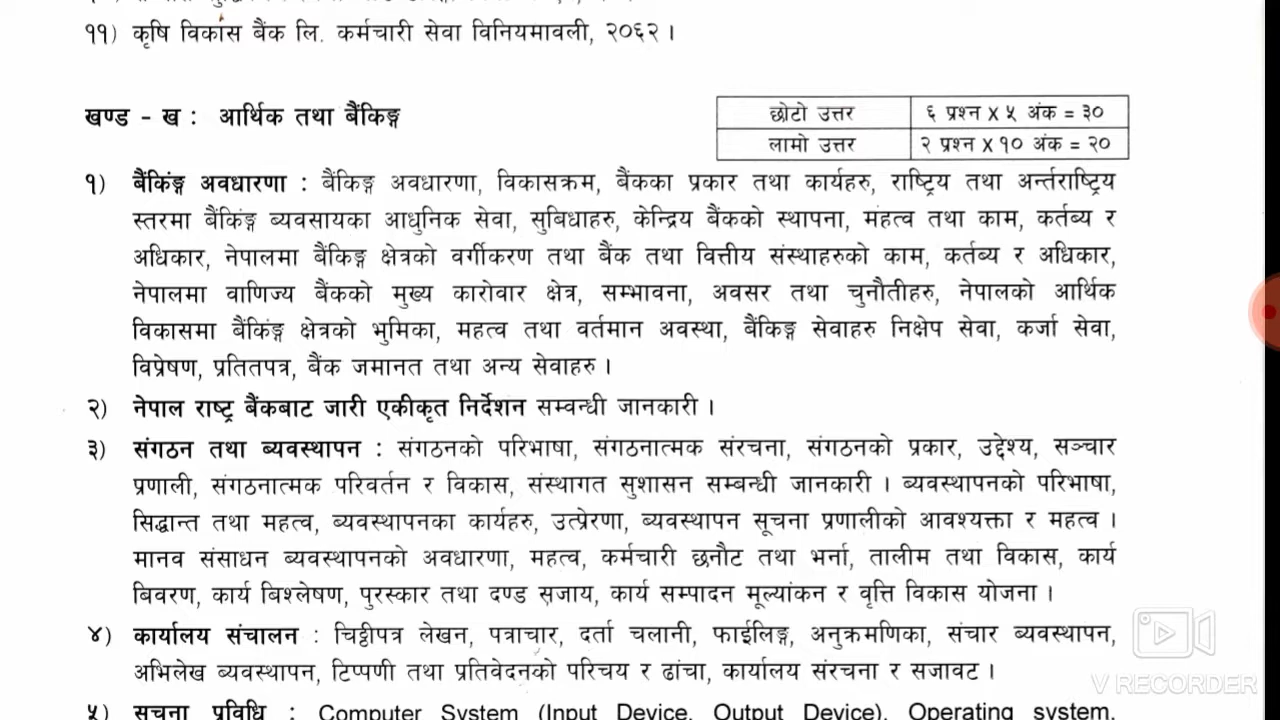 ११) कृषि विकास बैंक लि. कर्मचारी सेवा विनियमावली, २०६२ ।
खण्ड - ख : आर्थिक तथा बैंकिङ्ग
छोटो उत्तर ६ प्रश्न X ५ अंक = ३०
लामो उत्तर २ प्रश्न X १० अंक = २०
१) बैंकिंङ्ग अवधारणा : बैंकिङ्ग अवधारणा, विकासक्रम, बैंकका प्रकार तथा कार्यहरु, राष्ट्रिय तथा अर्न्तराष्ट्रिय
स्तरमा बैंकिंङ्ग ब्यवसायका आधुनिक सेवा, सुबिधाहरु, केन्द्रिय बैंकको स्थापना, महत्व तथा काम, कर्तब्य र
अधिकार, नेपालमा बैंकिङ्ग क्षेत्रको वर्गीकरण तथा बैंक तथा वित्तीय संस्थाहरुको काम, कर्तब्य र अधिकार,
नेपालमा वाणिज्य बैंकको मुख्य कारोवार क्षेत्र, सम्भावना, अवसर तथा चुनौतीहरु, नेपालको आर्थिक
विकासमा बैंकिंङ्ग क्षेत्रको भुमिका, महत्व तथा वर्तमान अवस्था, बैंकिङ्ग सेवाहरु निक्षेप सेवा, कर्जा सेवा,
विप्रेषण, प्रतितपत्र, बैंक जमानत तथा अन्य सेवाहरु ।
२) नेपाल राष्ट्र बैंकबाट जारी एकीकृत निर्देशन सम्वन्धी जानकारी ।
३) संगठन तथा ब्यवस्थापन : संगठनको परिभाषा, संगठनात्मक संरचना, संगठनको प्रकार, उद्देश्य, सञ्चार
प्रणाली, संगठनात्मक परिवर्तन र विकास, संस्थागत सुशासन सम्बन्धी जानकारी । ब्यवस्थापनको परिभाषा,
सिद्धान्त तथा महत्व, ब्यवस्थापनका कार्यहरु, उत्प्रेरणा, ब्यवस्थापन सूचना प्रणालीको आवश्यक्ता र महत्व ।
मानव संसाधन ब्यवस्थापनको अवधारणा, महत्व, कर्मचारी छनौट तथा भर्ना, तालीम तथा विकास, कार्य
बिवरण, कार्य बिश्लेषण, पुरस्कार तथा दण्ड सजाय, कार्य सम्पादन मूल्यांकन र वृत्ति विकास योजना ।
४) कार्यालय संचालन : चिठ्ठीपत्र लेखन, पत्राचार, दर्ता चलानी, फाईलिङ्ग, अनुक्रमणिका, संचार ब्यवस्थापन,
अभिलेख ब्यवस्थापन, टिप्पणी तथा प्रतिवेदनको परिचय र ढांचा, कार्यालय संरचना र सजावट ।
५) सूचना प्रविधि : Computer System (Input Device, Output Device), Operating system,
V RECORDER